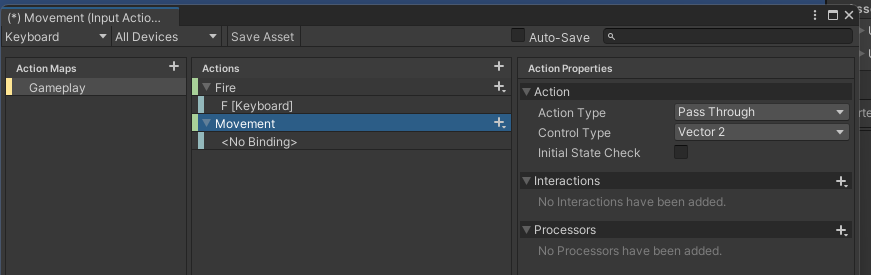 (*) Movement (Input Actio...
Keyboard All Devices Save Asset Auto-Save
Action Maps Actions Action Properties
Gameplay
Fire
F [Keyboard]
Movement
<No Binding>
Action
Action Type Pass Through
Control Type Vector 2
Initial State Check
Interactions
No Interactions have been added.
Processors
No Processors have been added.